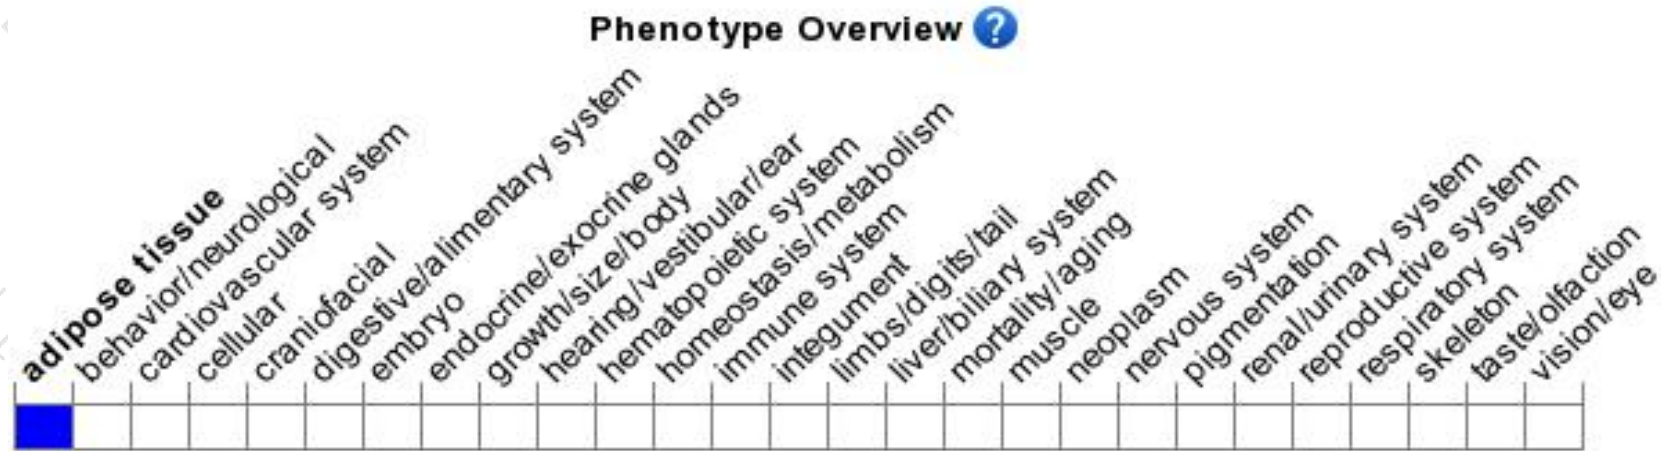 Phenotype Overview ?
adipose tissue
behavior/neurological
cardiovascular system
cellular
craniofacial
digestive/alimentary system
embryo
endocrine/exocrine glands
growth/size/body
hearing/vestibular/ear
hematopoietic system
homeostasis/metabolism
immune system
integument
limbs/digits/tail
liver/biliary system
mortality/aging
muscle
neoplasm
nervous system
pigmentation
renal/urinary system
reproductive system
respiratory system
skeleton
taste/olfaction
vision/eye